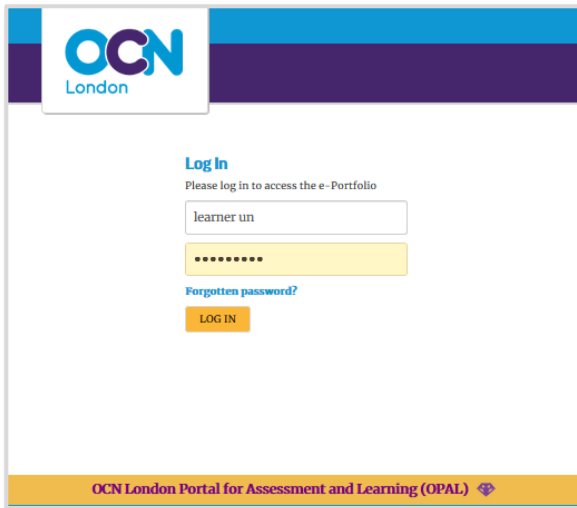 OCN
London
Log In
Please log in to access the e-Portfolio
learner un
•••••••••
Forgotten password?
LOG IN
OCN London Portal for Assessment and Learning (OPAL)